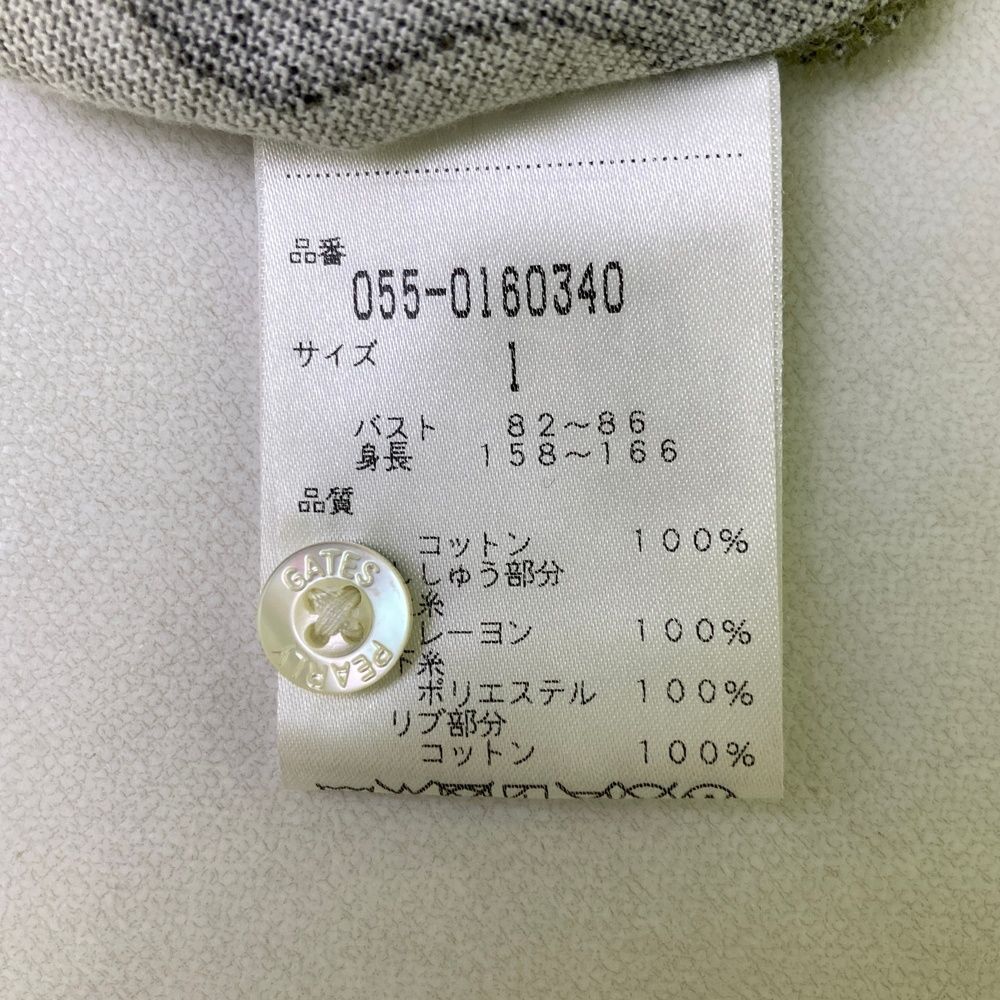 品番
055-0160340
サイズ 1
バスト 82～86
身長 158～166
品質
コットン 100%
しゅう部分
糸
レーヨン 100%
下糸
ポリエステル 100%
リブ部分
コットン 100%
GATES
PEARLY